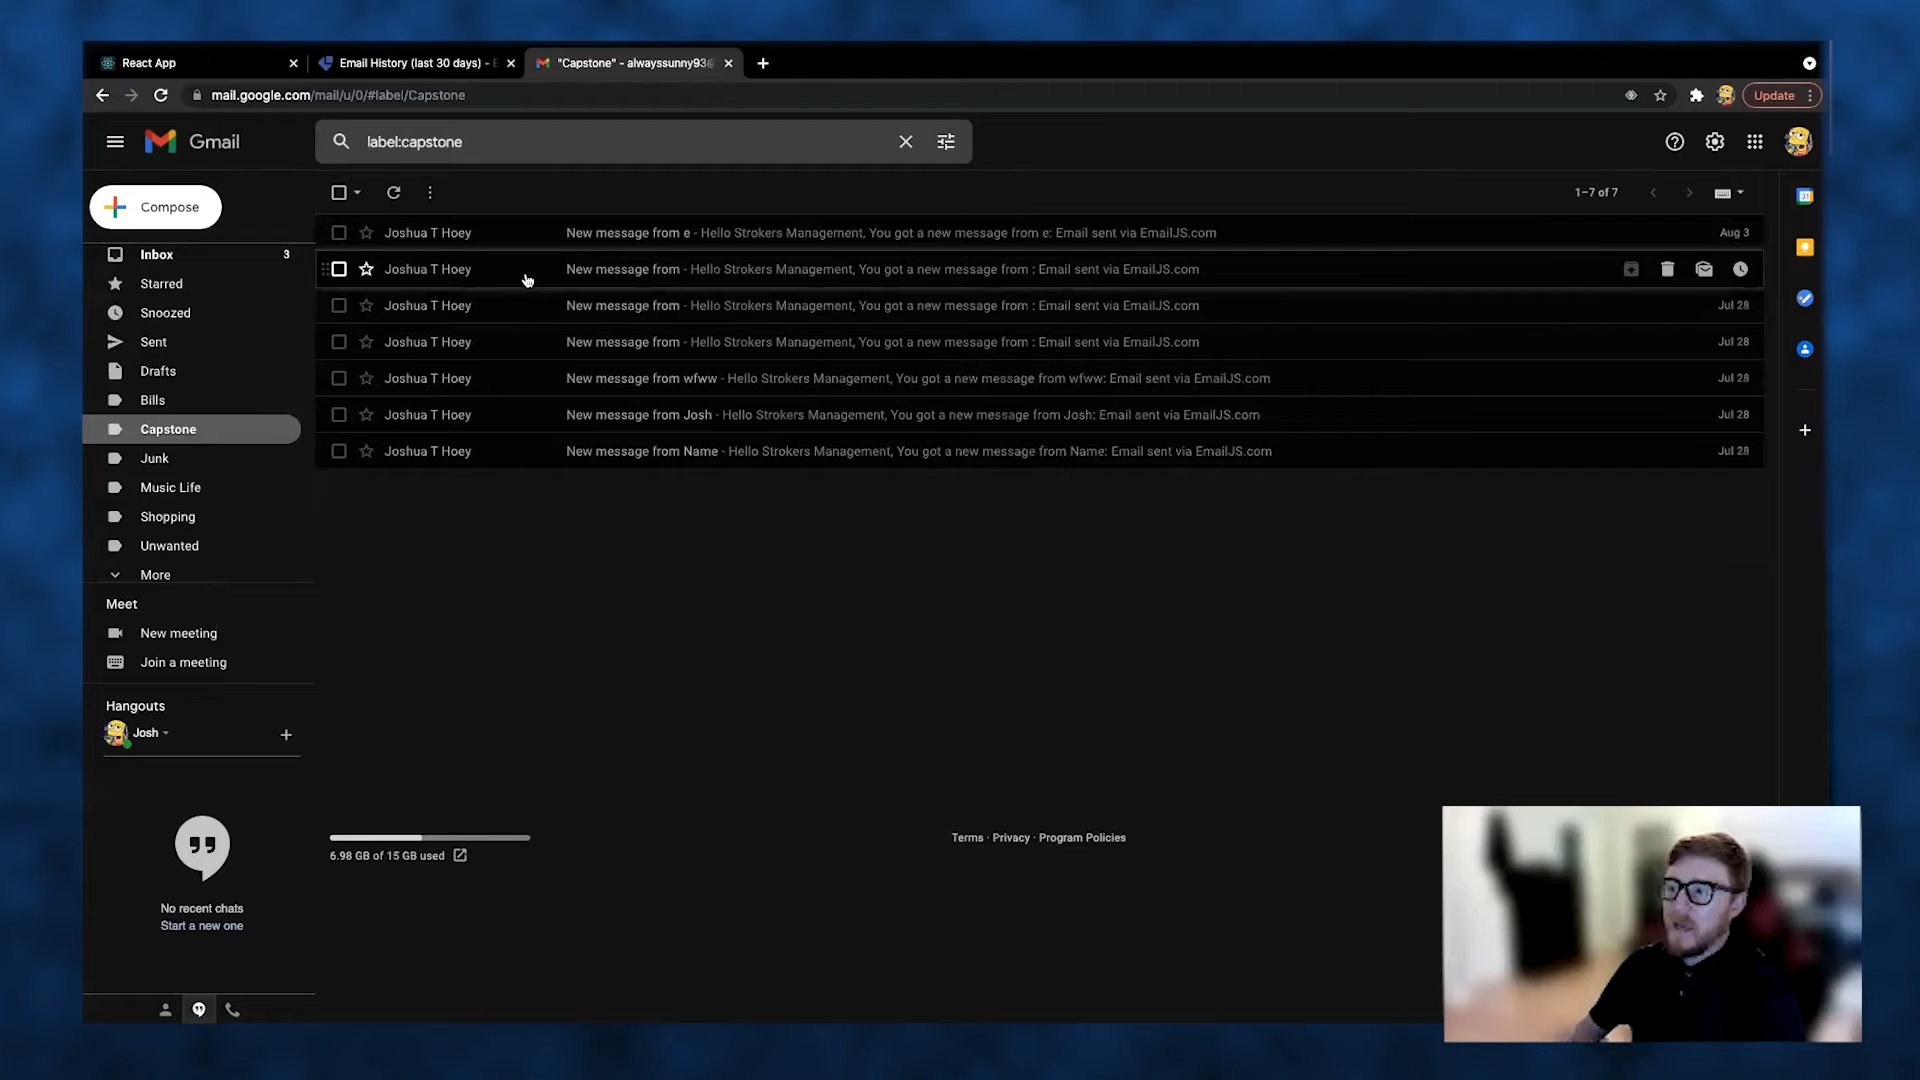 React App
Email History (last 30 days) - E
"Capstone" - alwayssunny93@
mail.google.com/mail/u/0/#label/Capstone
Update
Gmail
label:capstone
1–7 of 7
Compose
Inbox 3
Starred
Snoozed
Sent
Drafts
Bills
Capstone
Junk
Music Life
Shopping
Unwanted
More
Joshua T Hoey New message from e - Hello Strokers Management, You got a new message from e: Email sent via EmailJS.com Aug 3
Joshua T Hoey New message from - Hello Strokers Management, You got a new message from : Email sent via EmailJS.com
Joshua T Hoey New message from - Hello Strokers Management, You got a new message from : Email sent via EmailJS.com Jul 28
Joshua T Hoey New message from - Hello Strokers Management, You got a new message from : Email sent via EmailJS.com Jul 28
Joshua T Hoey New message from wfww - Hello Strokers Management, You got a new message from wfww: Email sent via EmailJS.com Jul 28
Joshua T Hoey New message from Josh - Hello Strokers Management, You got a new message from Josh: Email sent via EmailJS.com Jul 28
Joshua T Hoey New message from Name - Hello Strokers Management, You got a new message from Name: Email sent via EmailJS.com Jul 28
Meet
New meeting
Join a meeting
Hangouts
Josh
No recent chats
Start a new one
6.98 GB of 15 GB used
Terms · Privacy · Program Policies
31